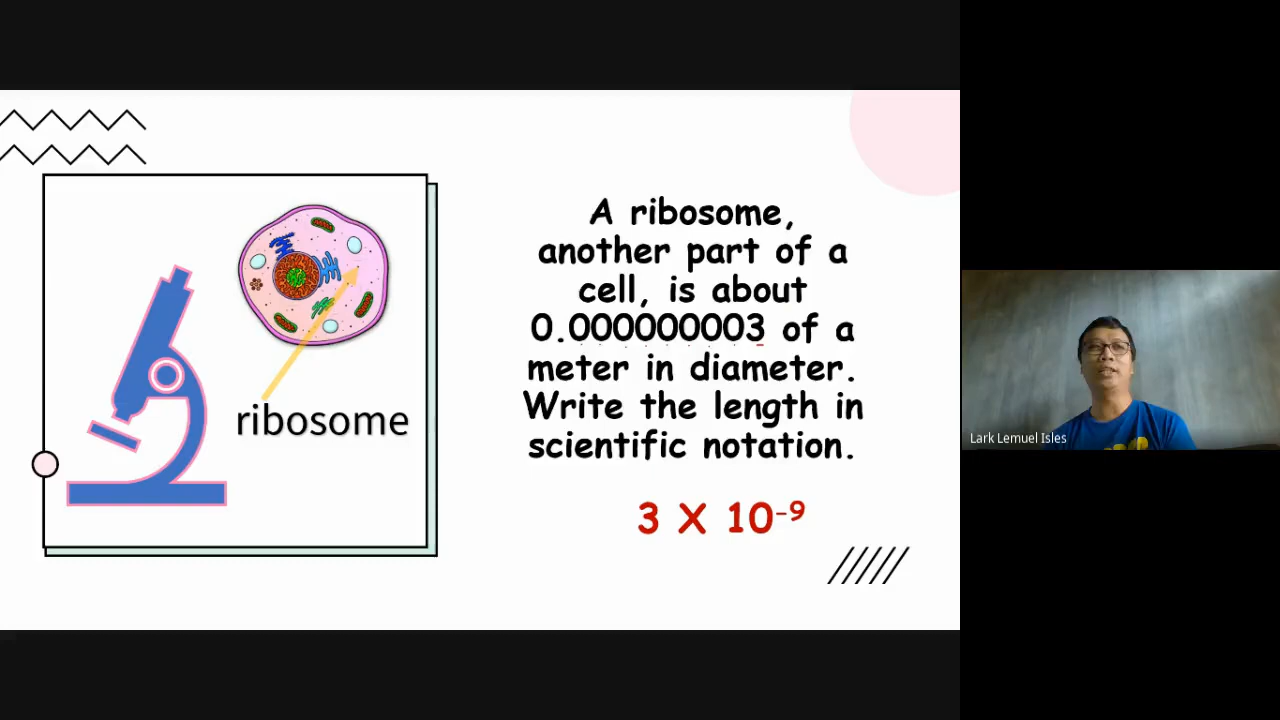 ribosome
A ribosome,
another part of a
cell, is about
0.000000003 of a
meter in diameter.
Write the length in
scientific notation.
3 X 10⁻⁹
Lark Lemuel Isles